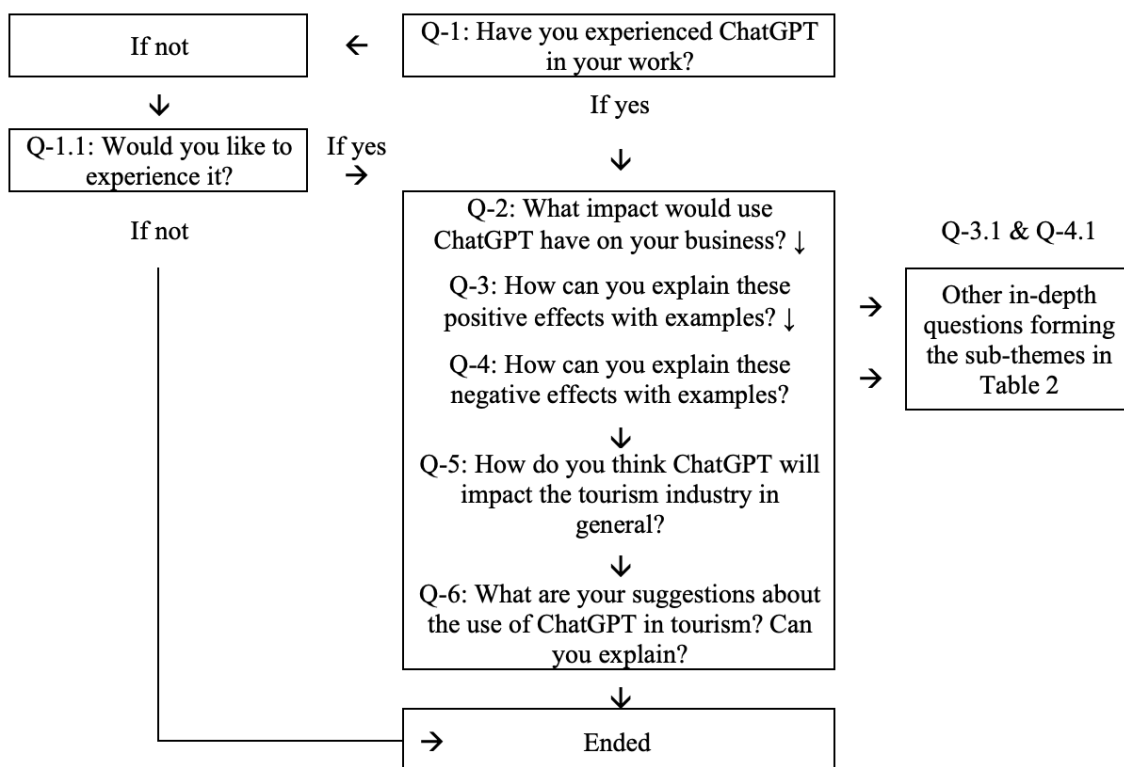 If not
←
Q-1: Have you experienced ChatGPT
in your work?
↓
If yes
Q-1.1: Would you like to
experience it?
If yes
→
↓
If not
Q-2: What impact would use
ChatGPT have on your business? ↓
Q-3: How can you explain these
positive effects with examples? ↓
→
Q-4: How can you explain these
negative effects with examples?
→
Q-3.1 & Q-4.1
Other in-depth
questions forming
the sub-themes in
Table 2
↓
Q-5: How do you think ChatGPT will
impact the tourism industry in
general?
↓
Q-6: What are your suggestions about
the use of ChatGPT in tourism? Can
you explain?
↓
→
Ended